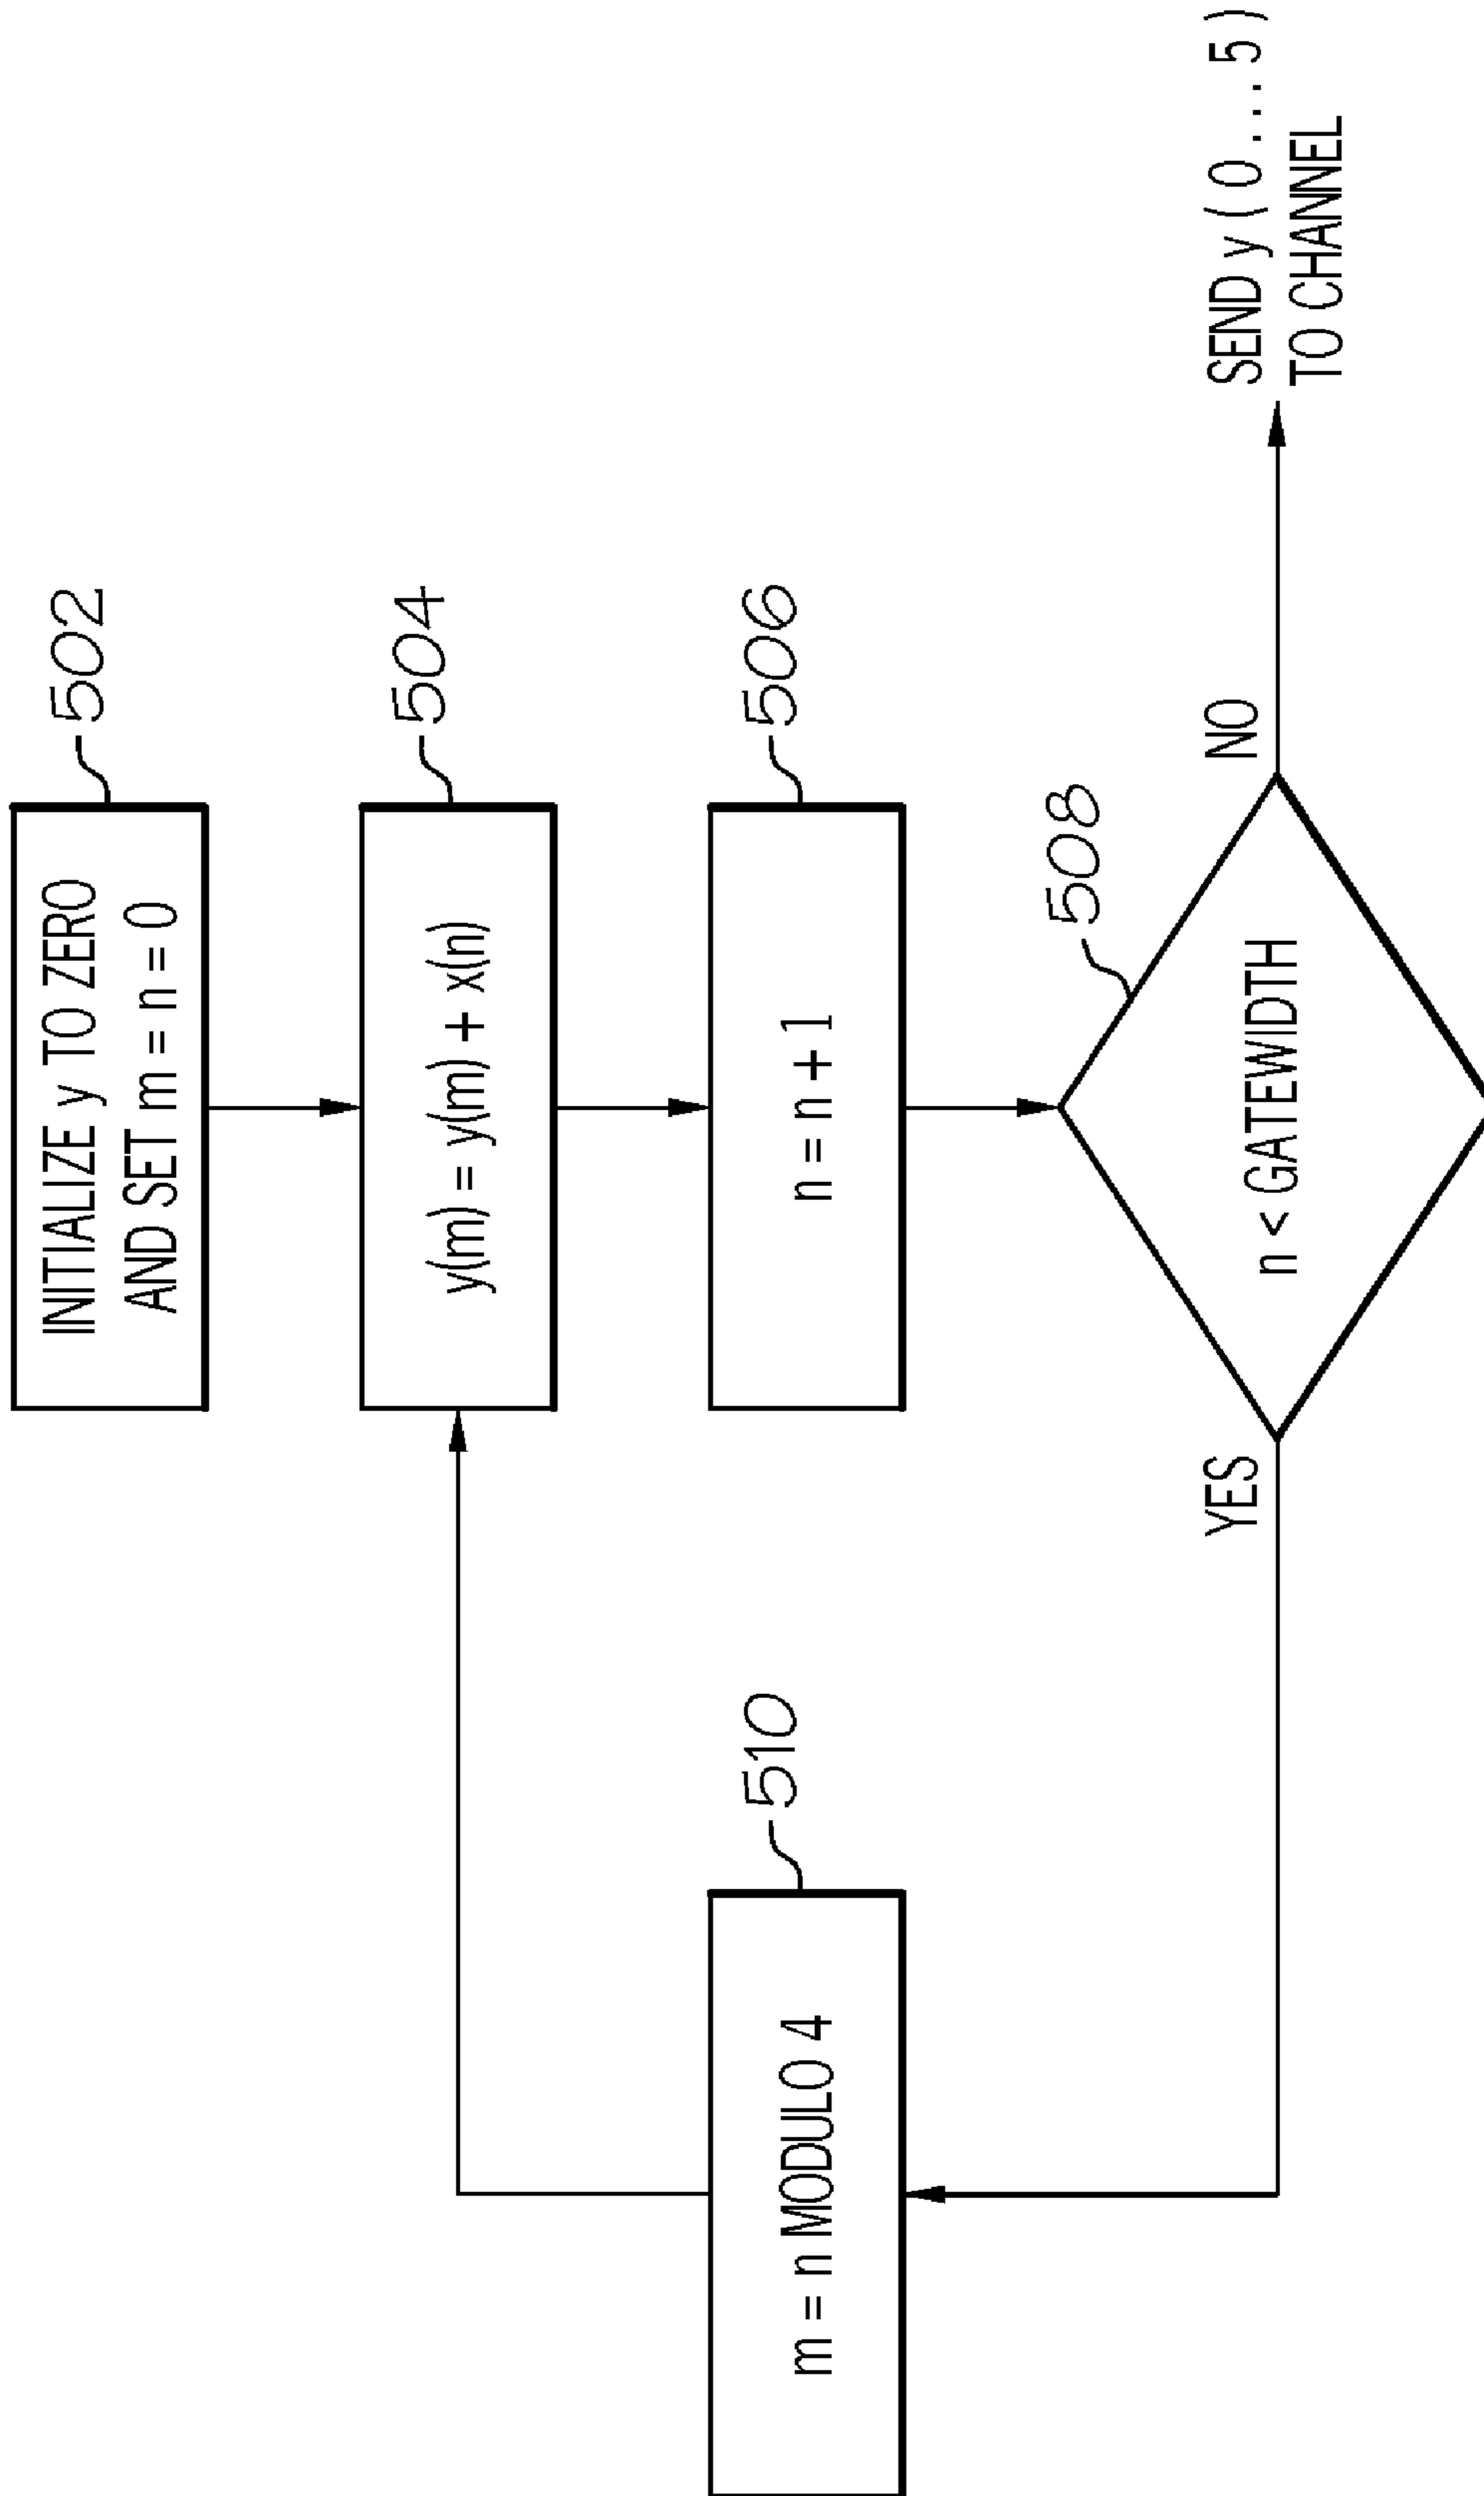 INITIALIZE y TO ZERO
AND SET m = n = 0
502
y(m) = y(m) + x(n)
504
n = n + 1
506
n < GATEWIDTH
508
YES
NO
m = n MODULO 4
510
SEND y ( 0 . . . 5 )
TO CHANNEL